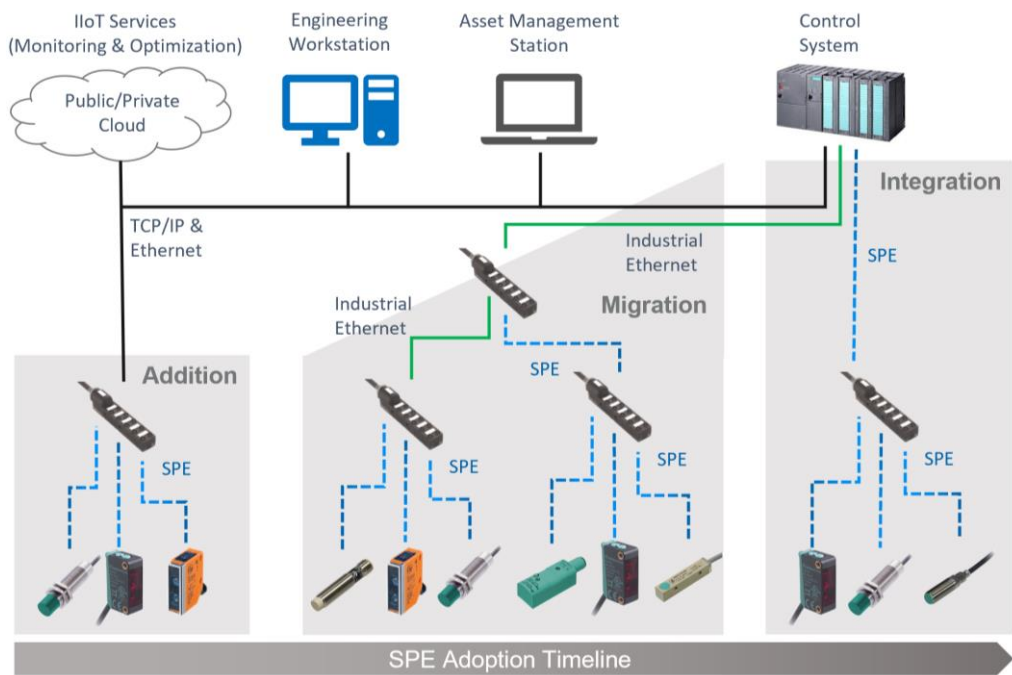 IIoT Services
(Monitoring & Optimization)
Engineering
Workstation
Asset Management
Station
Control
System
Public/Private
Cloud
Integration
TCP/IP &
Ethernet
Industrial
Ethernet
SPE
Industrial
Ethernet
Migration
Addition
SPE
SPE
SPE
SPE
SPE
SPE Adoption Timeline